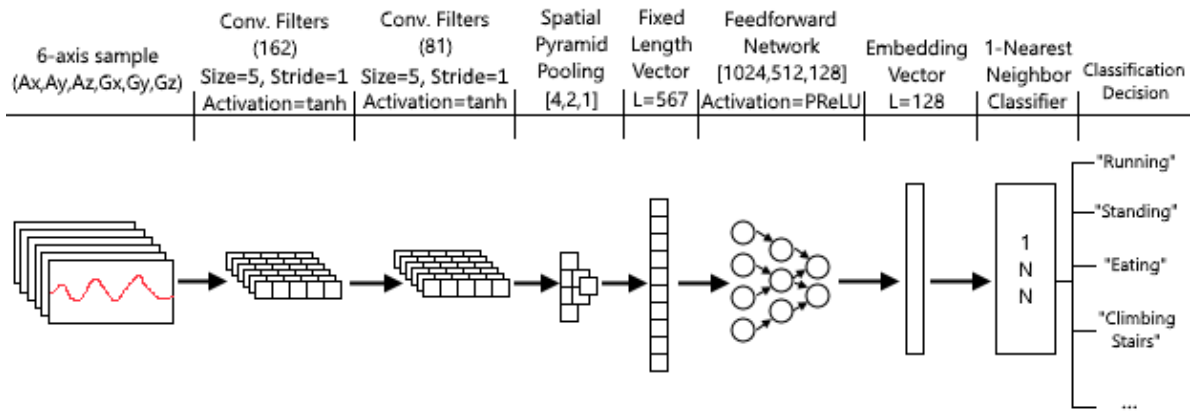 6-axis sample
(Ax,Ay,Az,Gx,Gy,Gz)
Conv. Filters
(162)
Size=5, Stride=1
Activation=tanh
Conv. Filters
(81)
Size=5, Stride=1
Activation=tanh
Spatial
Pyramid
Pooling
[4,2,1]
Fixed
Length
Vector
L=567
Feedforward
Network
[1024,512,128]
Activation=PReLU
Embedding
Vector
L=128
1-Nearest
Neighbor
Classifier
Classification
Decision
1
N
N
"Running"
"Standing"
"Eating"
"Climbing
Stairs"
...